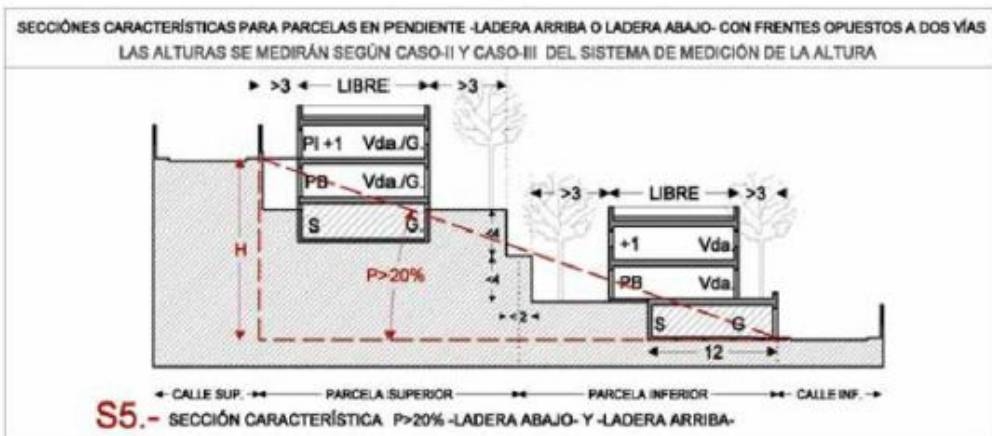 SECCIÓNES CARACTERÍSTICAS PARA PARCELAS EN PENDIENTE -LADERA ARRIBA O LADERA ABAJO- CON FRENTES OPUESTOS A DOS VÍAS
LAS ALTURAS SE MEDIRÁN SEGÚN CASO-II Y CASO-III DEL SISTEMA DE MEDICIÓN DE LA ALTURA
>3 LIBRE >3
PI +1 Vda./G.
PB Vda./G.
S G.
H
P>20%
<4
<4
<2
>3 LIBRE >3
+1 Vda.
PB Vda.
S G
12
CALLE SUP. PARCELA SUPERIOR PARCELA INFERIOR CALLE INF.
S5.- SECCIÓN CARACTERÍSTICA P>20% -LADERA ABAJO- Y -LADERA ARRIBA-